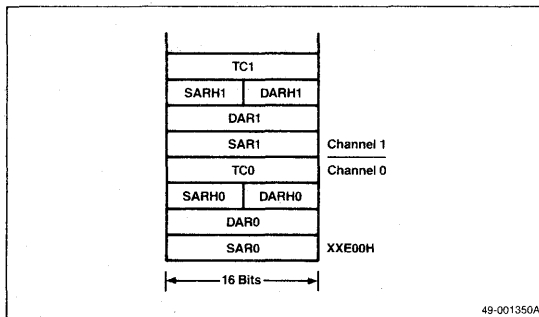 TC1
SARH1 DARH1
DAR1
SAR1 Channel 1
TC0 Channel 0
SARH0 DARH0
DAR0
SAR0 XXE00H
16 Bits
49-001350A